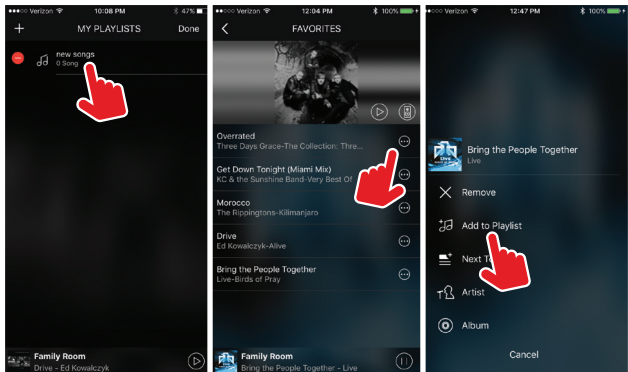 Verizon 10:08 PM 47%
MY PLAYLISTS Done
new songs
0 Song
Family Room
Drive - Ed Kowalczyk
Verizon 12:04 PM 100%
FAVORITES
Overrated
Three Days Grace-The Collection: Thre...
Get Down Tonight (Miami Mix)
KC & the Sunshine Band-Very Best Of
Morocco
The Rippingtons-Kilimanjaro
Drive
Ed Kowalczyk-Alive
Bring the People Together
Live-Birds of Pray
Family Room
Bring the People Together - Live
Verizon 12:47 PM 100%
Bring the People Together
Live
Remove
Add to Playlist
Next
Artist
Album
Cancel